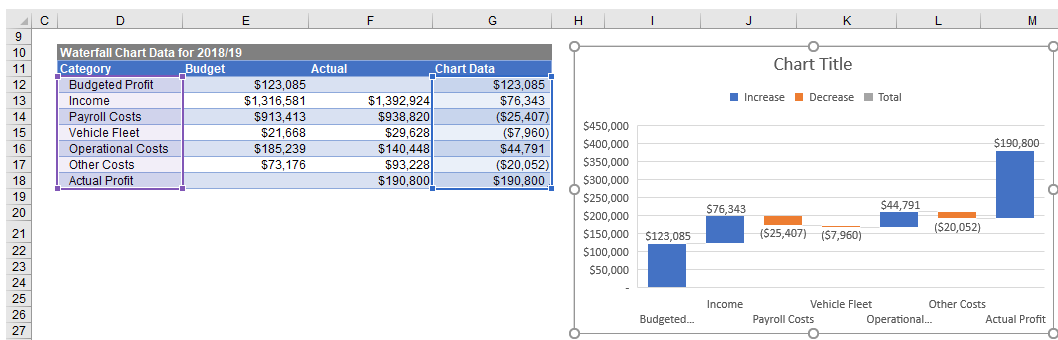 C D E F G H I J K L M
9
10 Waterfall Chart Data for 2018/19
11 Category Budget Actual Chart Data
12 Budgeted Profit $123,085 $123,085
13 Income $1,316,581 $1,392,924 $76,343
14 Payroll Costs $913,413 $938,820 ($25,407)
15 Vehicle Fleet $21,668 $29,628 ($7,960)
16 Operational Costs $185,239 $140,448 $44,791
17 Other Costs $73,176 $93,228 ($20,052)
18 Actual Profit $190,800 $190,800
19
20
21
22
23
24
25
26
27
Chart Title
Increase Decrease Total
$450,000
$400,000
$350,000
$300,000
$250,000
$200,000
$150,000
$100,000
$50,000
-
$123,085
$76,343
($25,407)
($7,960)
$44,791
($20,052)
$190,800
Income Vehicle Fleet Other Costs
Budgeted... Payroll Costs Operational... Actual Profit